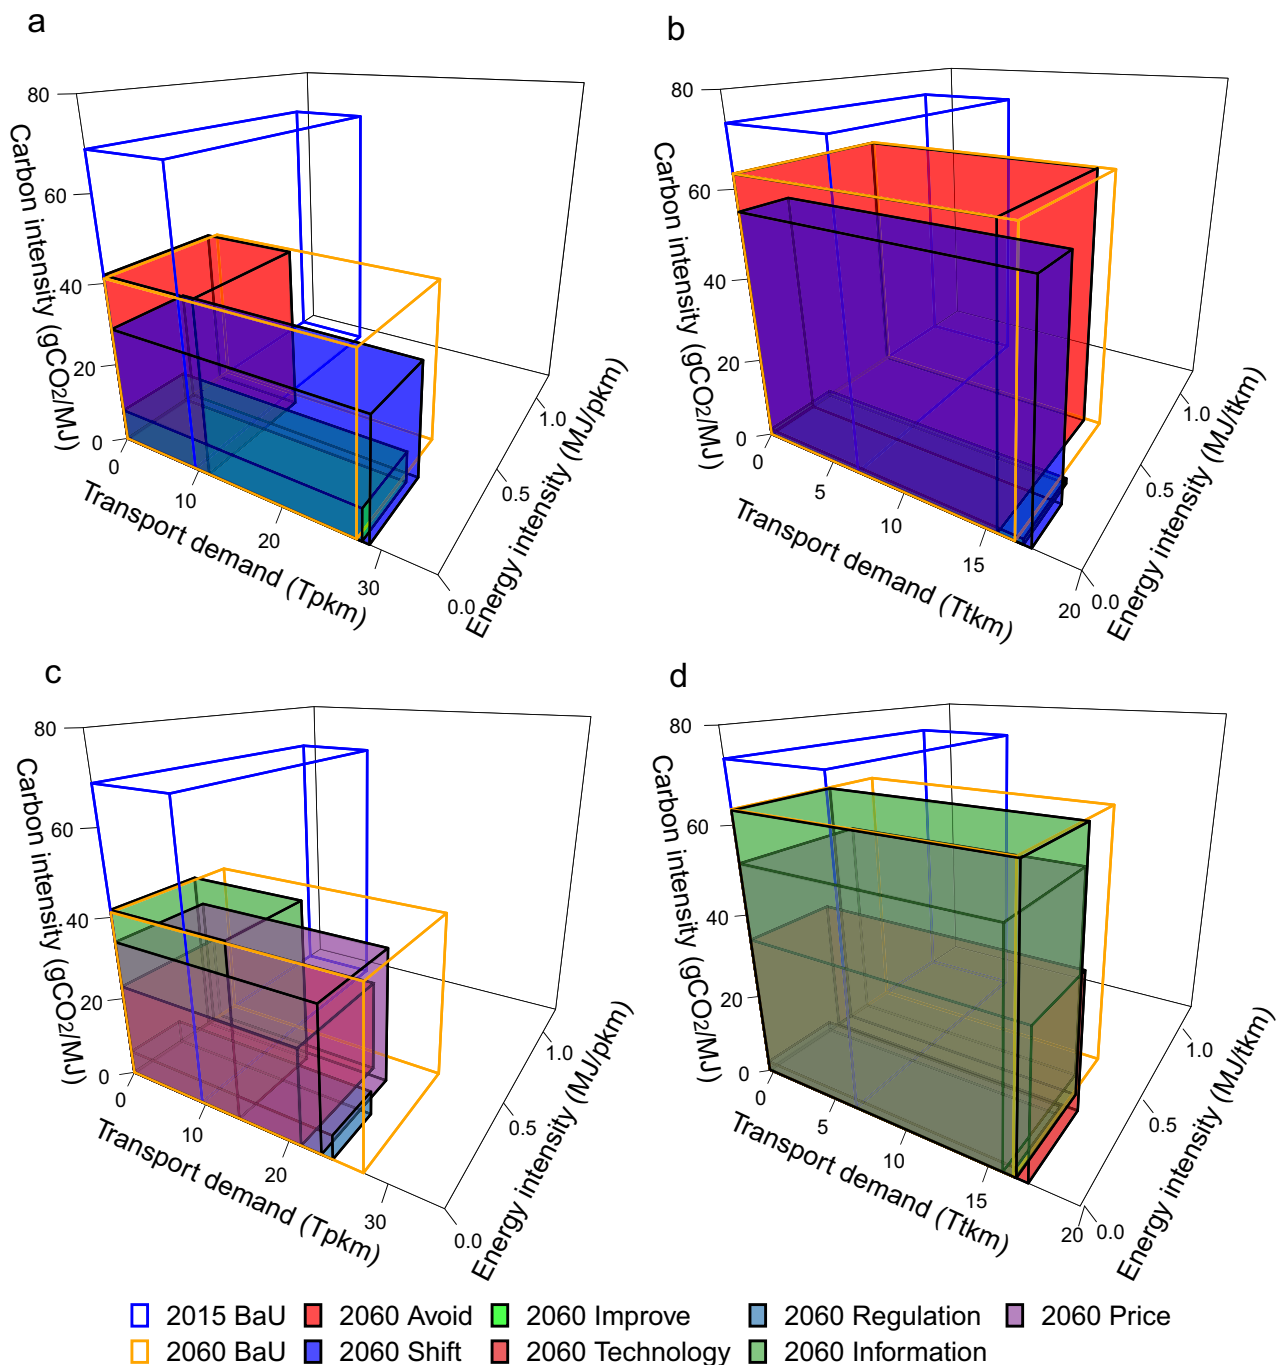 a
b
80
60
40
20
0
Carbon intensity (gCO2/MJ)
0
10
20
30
Transport demand (Tpkm)
0.0
0.5
1.0
Energy intensity (MJ/pkm)
80
60
40
20
0
Carbon intensity (gCO2/MJ)
0
5
10
15
20
Transport demand (Ttkm)
0.0
0.5
1.0
Energy intensity (MJ/tkm)
c
d
80
60
40
20
0
Carbon intensity (gCO2/MJ)
0
10
20
30
Transport demand (Tpkm)
0.0
0.5
1.0
Energy intensity (MJ/pkm)
80
60
40
20
0
Carbon intensity (gCO2/MJ)
0
5
10
15
20
Transport demand (Ttkm)
0.0
0.5
1.0
Energy intensity (MJ/tkm)
2015 BaU 2060 Avoid 2060 Improve 2060 Regulation 2060 Price
2060 BaU 2060 Shift 2060 Technology 2060 Information